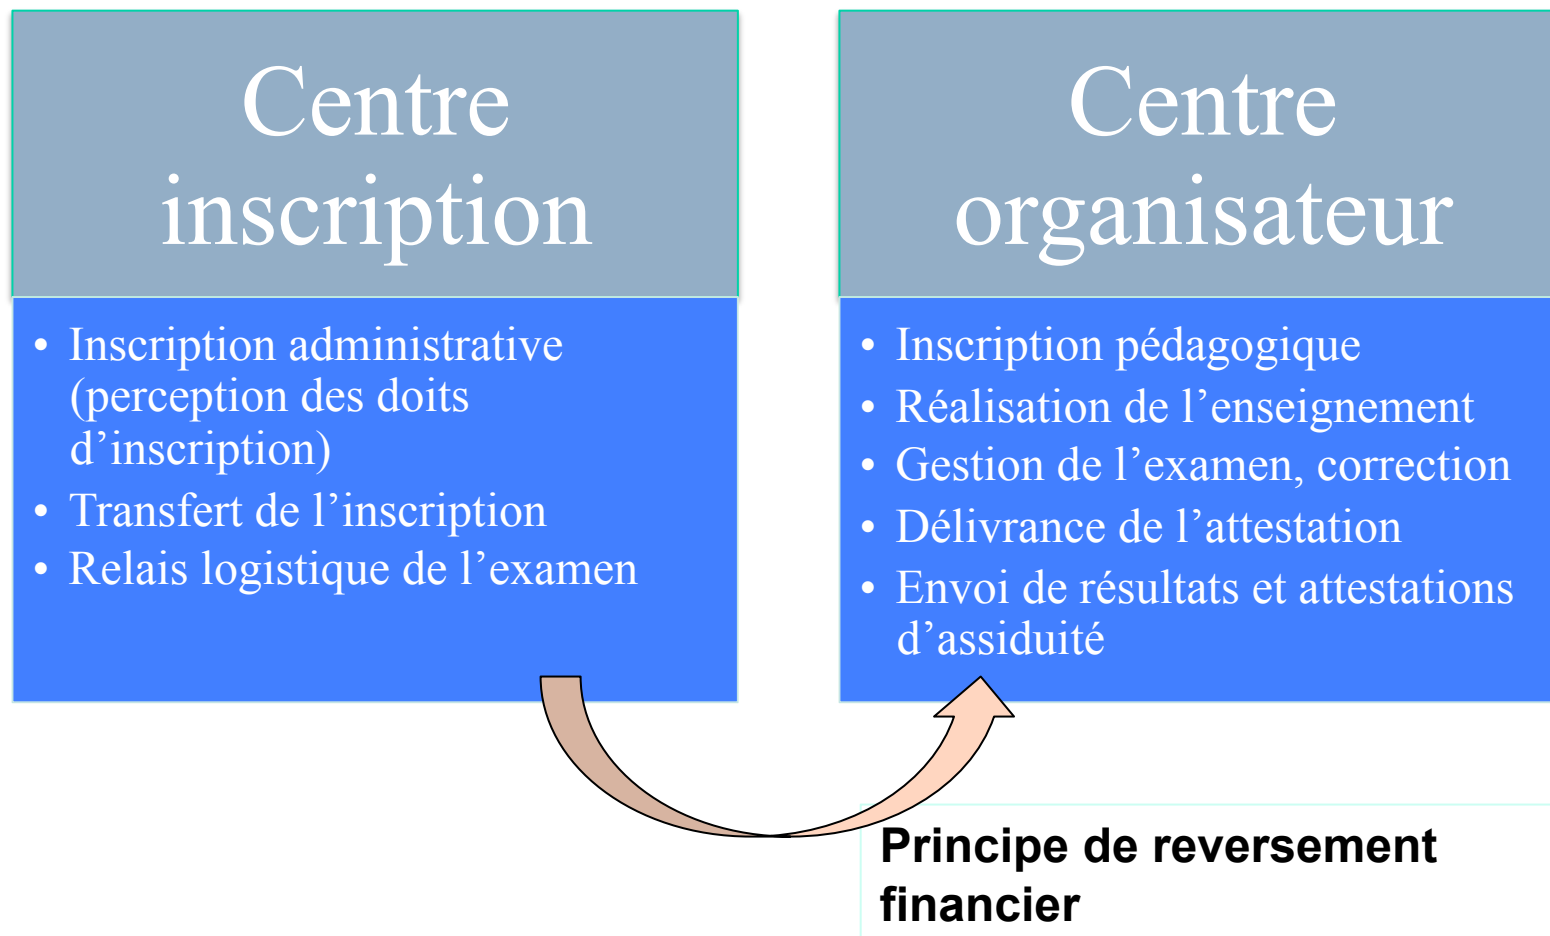 Centre
inscription
• Inscription administrative
(perception des doits
d’inscription)
• Transfert de l’inscription
• Relais logistique de l’examen
Centre
organisateur
• Inscription pédagogique
• Réalisation de l’enseignement
• Gestion de l’examen, correction
• Délivrance de l’attestation
• Envoi de résultats et attestations
d’assiduité
Principe de reversement
financier